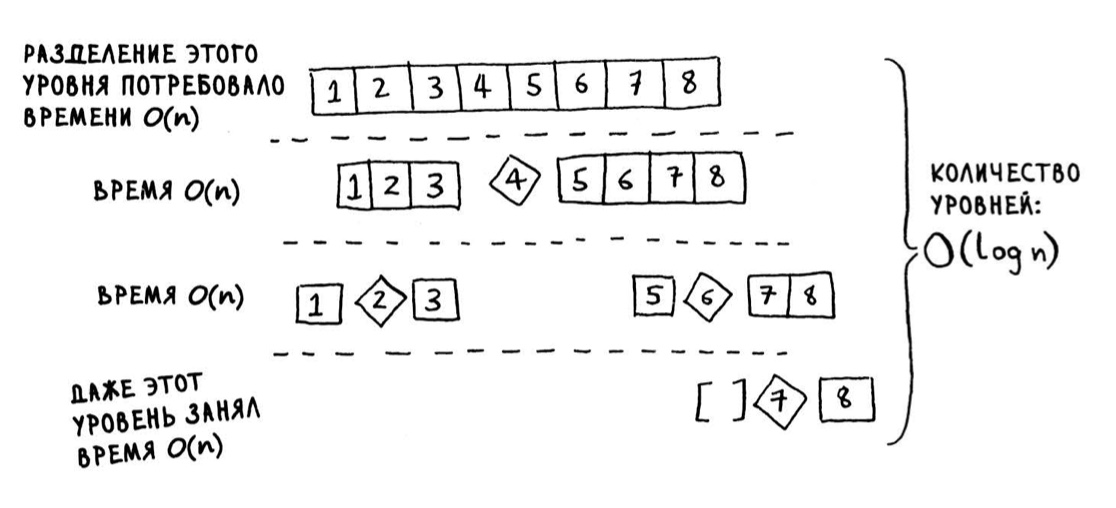 РАЗДЕЛЕНИЕ ЭТОГО
УРОВНЯ ПОТРЕБОВАЛО
ВРЕМЕНИ O(n)
1 2 3 4 5 6 7 8
ВРЕМЯ O(n)
1 2 3 4 5 6 7 8
КОЛИЧЕСТВО
УРОВНЕЙ:
O(log n)
ВРЕМЯ O(n)
1 2 3 5 6 7 8
ДАЖЕ ЭТОТ
УРОВЕНЬ ЗАНЯЛ
ВРЕМЯ O(n)
[ ] 7 8